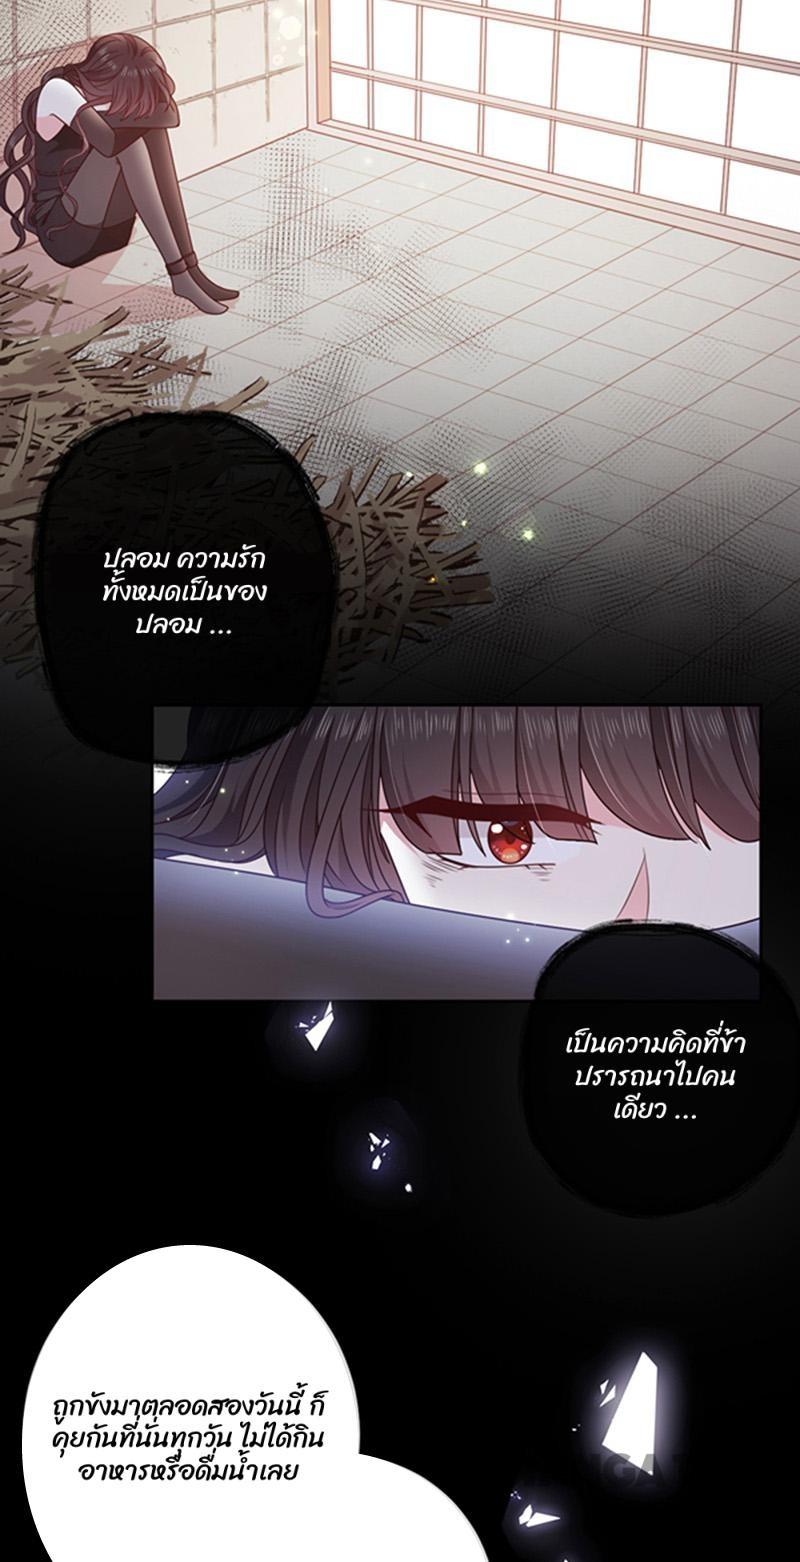 ปลอม ความรัก
ทั้งหมดเป็นของ
ปลอม ...
เป็นความคิดที่ข้า
ปรารถนาไปคน
เดียว ...
ถูกขังมาตลอดสองวันนี้ ก็
คุยกันที่นั่นทุกวัน ไม่ได้กิน
อาหารหรือดื่มน้ำเลย